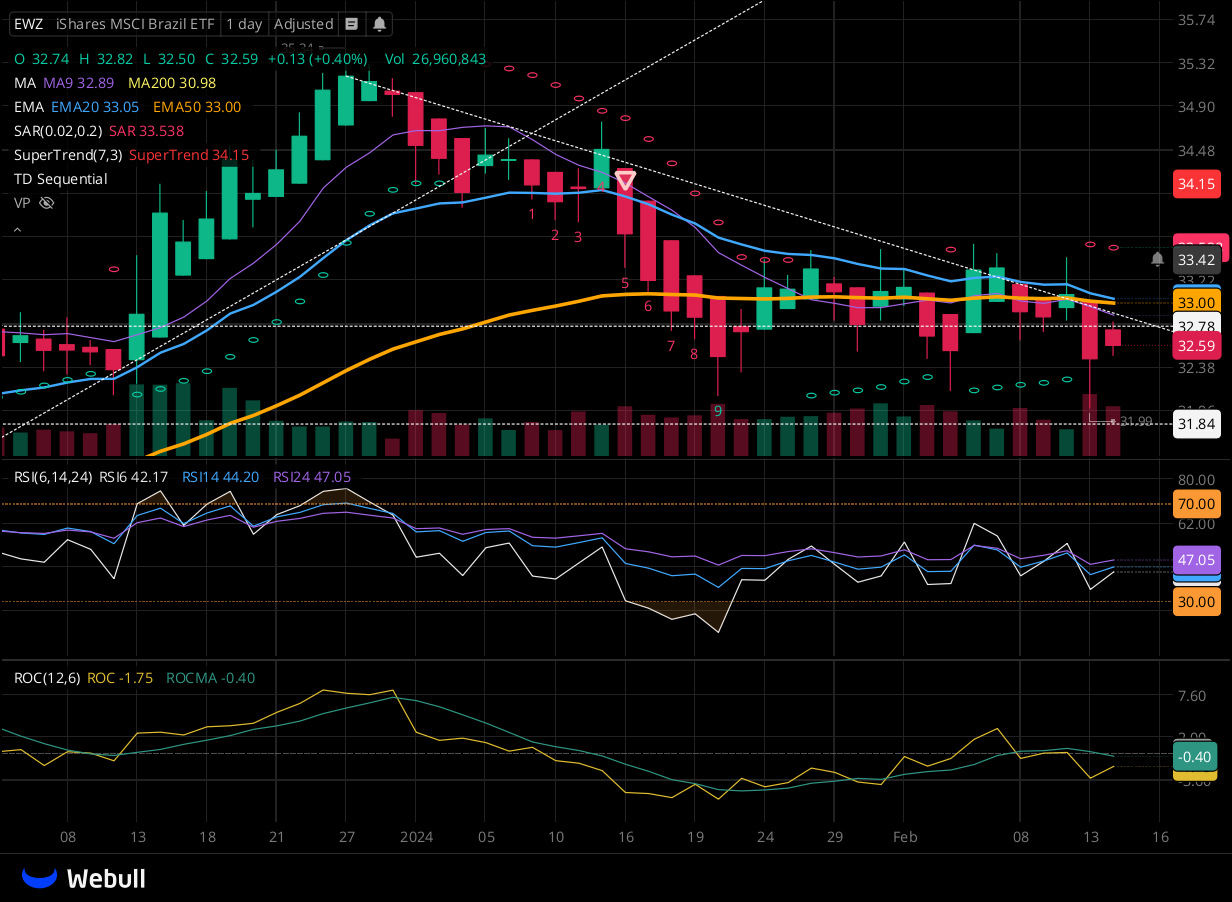 EWZ iShares MSCI Brazil ETF 1 day Adjusted
35.74
O 32.74 H 32.82 L 32.50 C 32.59 +0.13 (+0.40%) Vol 26,960,843
35.32
MA MA9 32.89 MA200 30.98
EMA EMA20 33.05 EMA50 33.00
34.90
SAR(0.02,0.2) SAR 33.538
SuperTrend(7,3) SuperTrend 34.15
34.48
TD Sequential
34.15
VP
1
2
3
33.42
5
33.00
6
32.78
7
8
32.59
32.38
9
31.99
31.84
RSI(6,14,24) RSI6 42.17 RSI14 44.20 RSI24 47.05
80.00
70.00
62.00
47.05
30.00
ROC(12,6) ROC -1.75 ROCMA -0.40
7.60
-0.40
08 13 18 21 27 2024 05 10 16 19 24 29 Feb 08 13 16
Webull